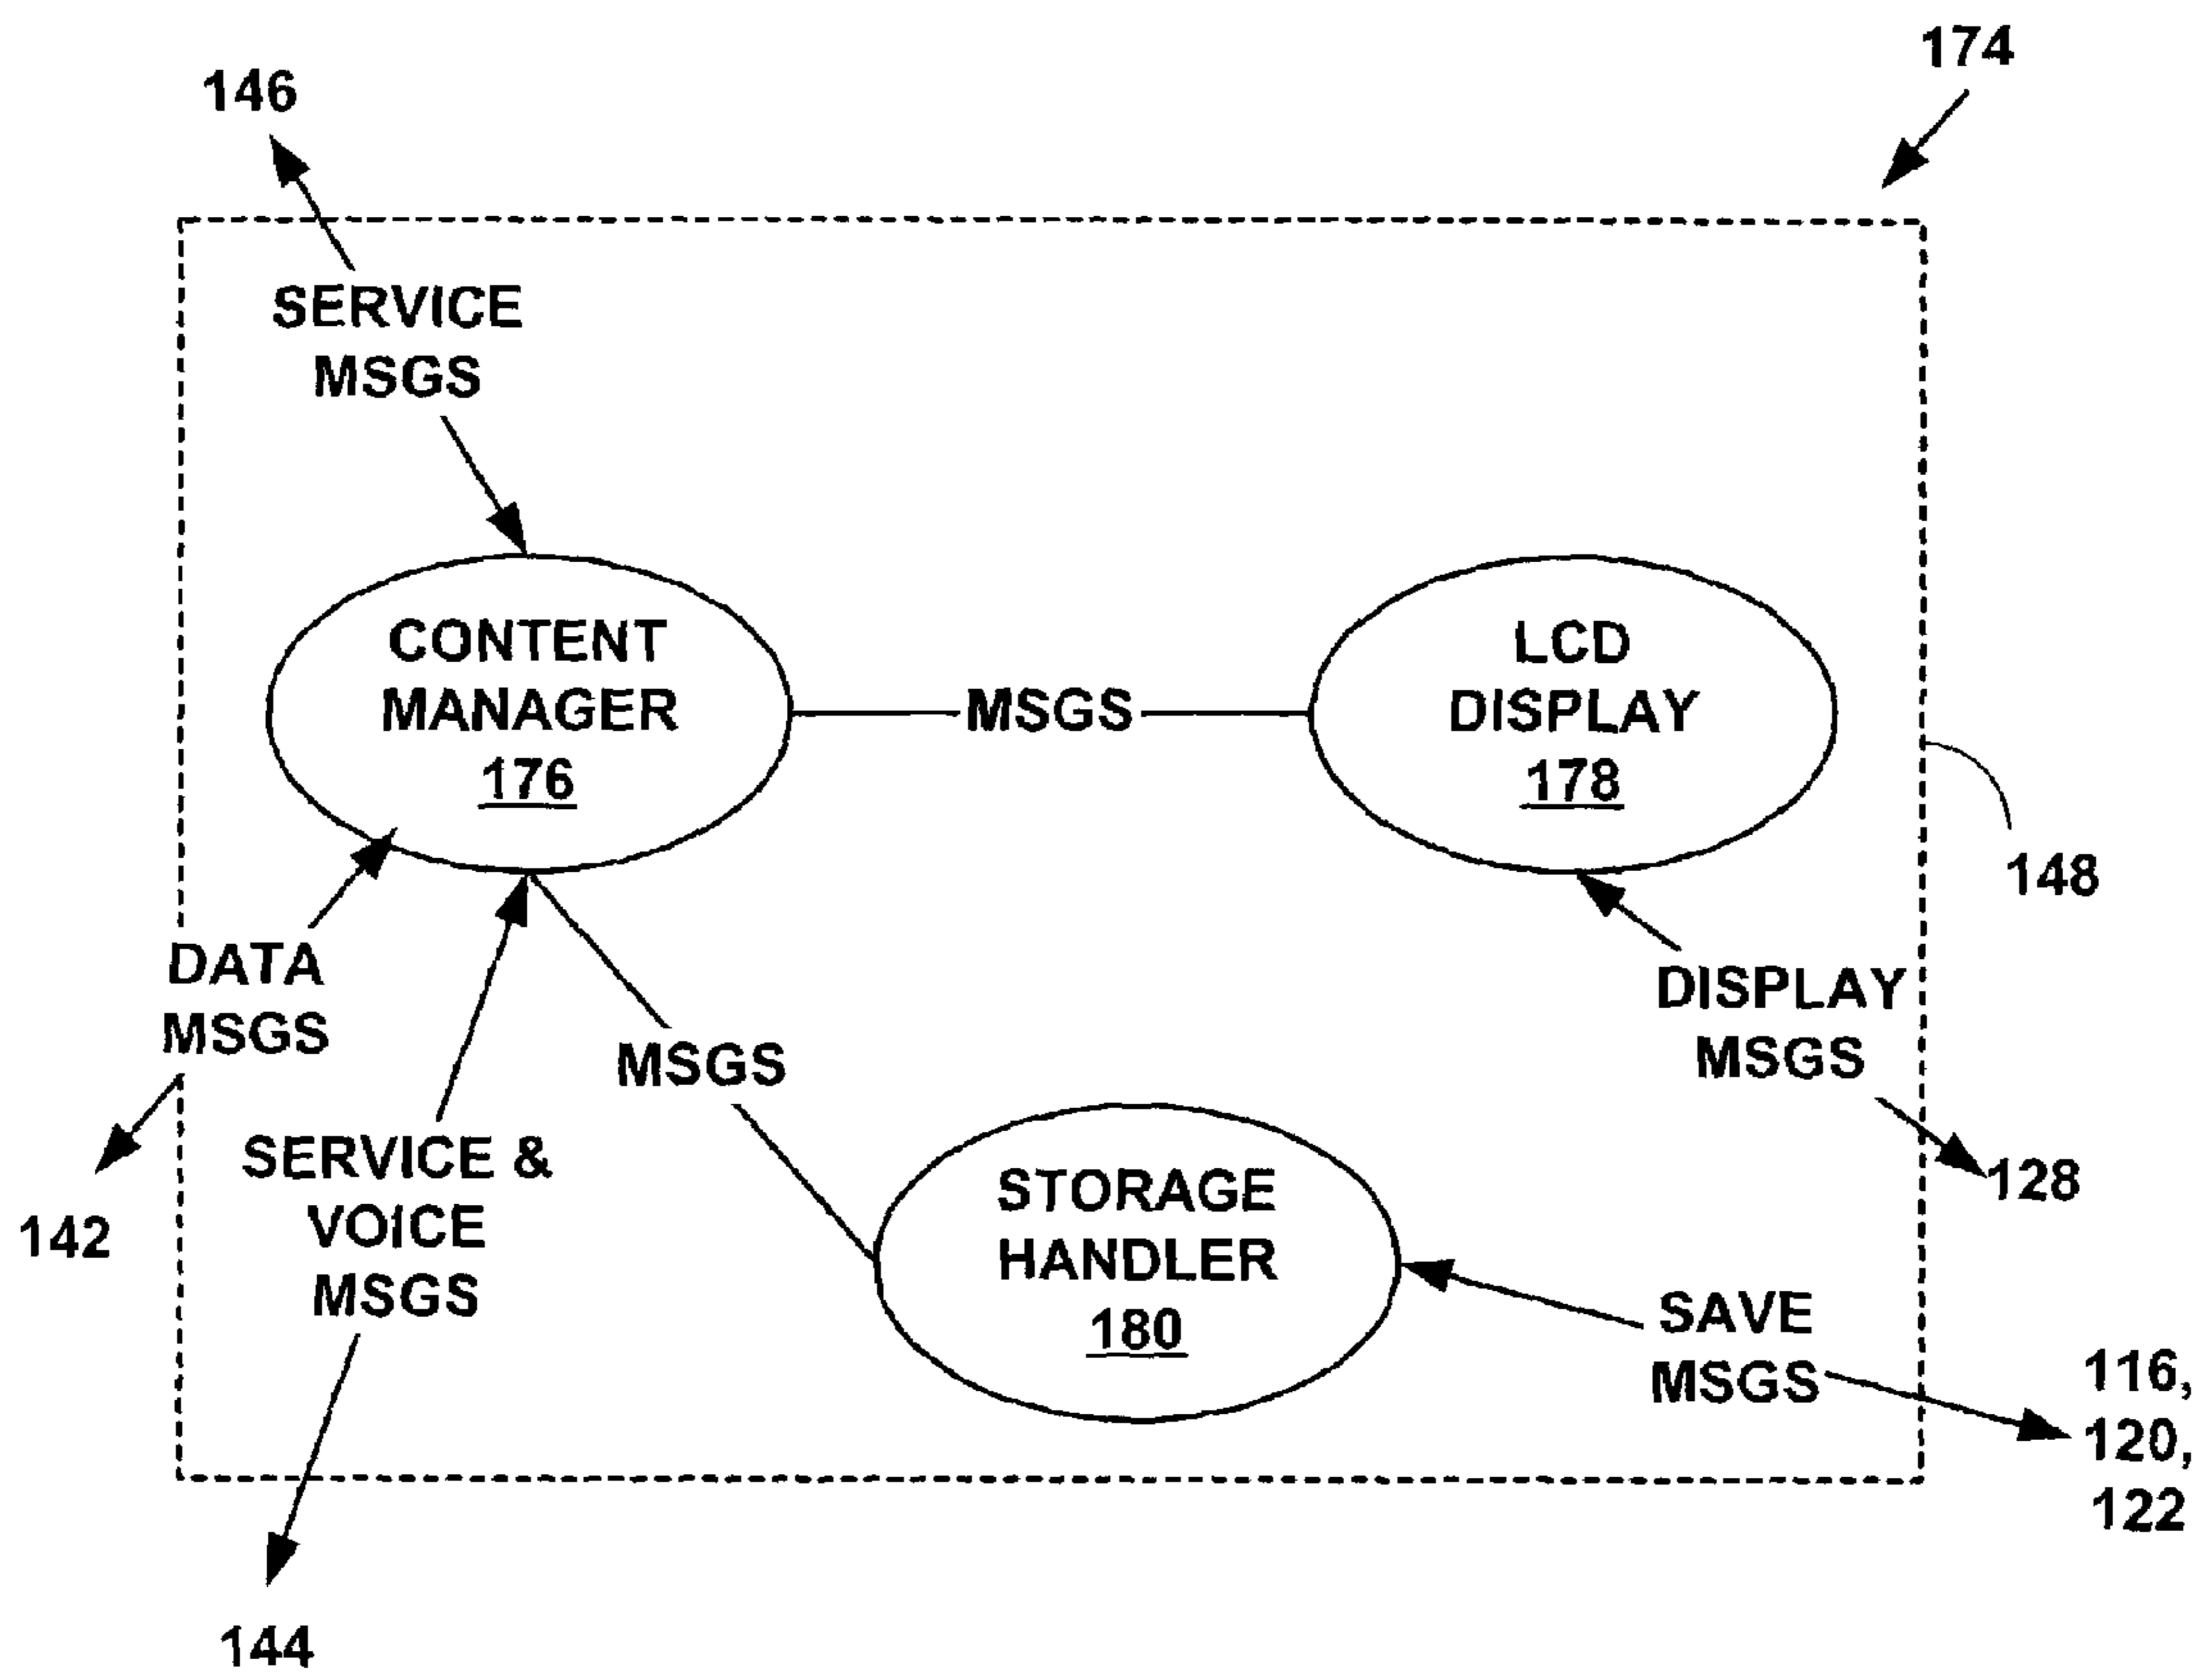 174
146
SERVICE
MSGS
CONTENT
MANAGER
176
MSGS
LCD
DISPLAY
178
148
DATA
MSGS
142
DISPLAY
MSGS
128
MSGS
SERVICE &
VOICE
MSGS
144
STORAGE
HANDLER
180
SAVE
MSGS
116,
120,
122